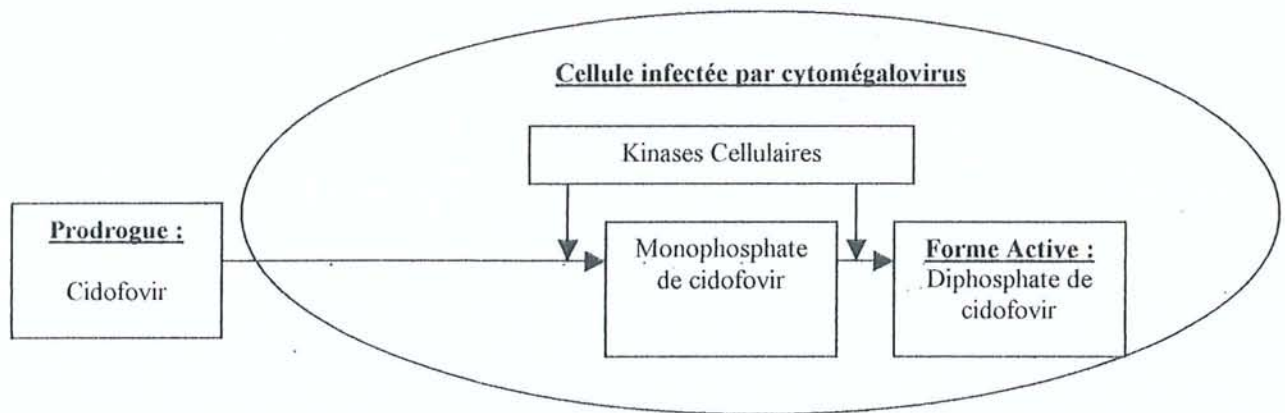 Cellule infectée par cytomégalovirus
Kinases Cellulaires
Prodrogue :
Cidofovir
Monophosphate
de cidofovir
Forme Active :
Diphosphate de
cidofovir